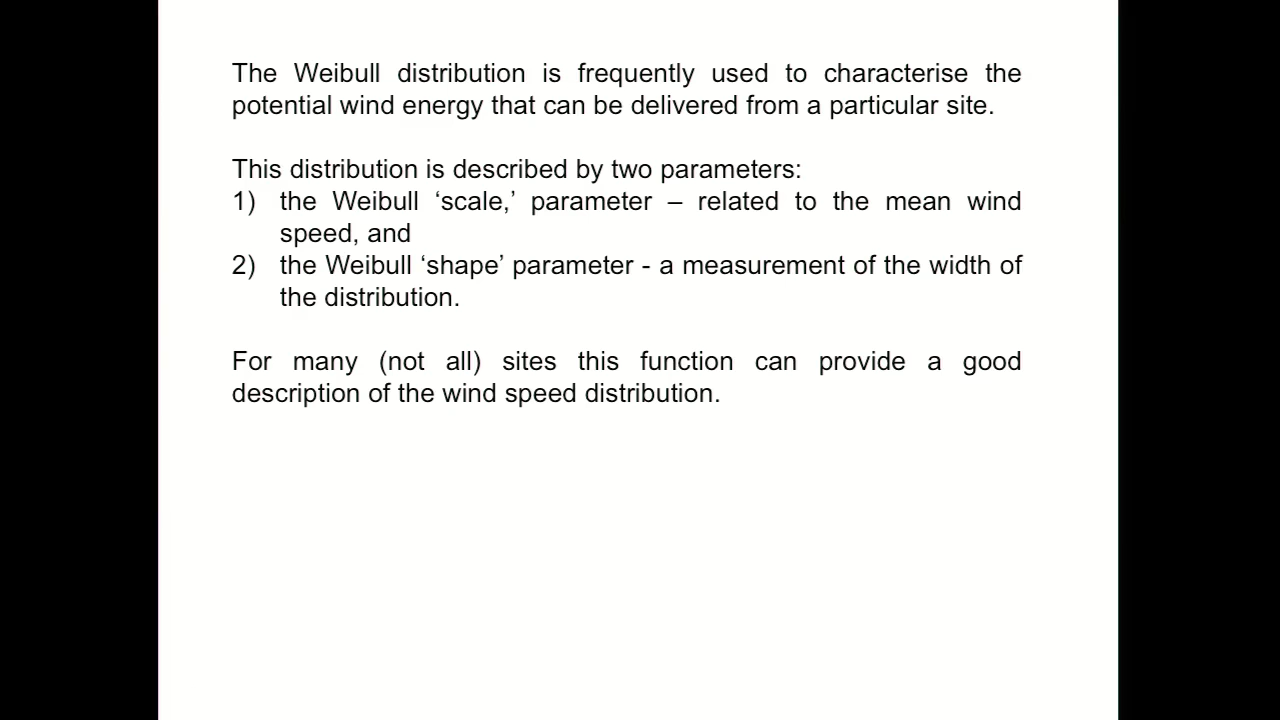 The Weibull distribution is frequently used to characterise the
potential wind energy that can be delivered from a particular site.
This distribution is described by two parameters:
1) the Weibull ‘scale,’ parameter – related to the mean wind
speed, and
2) the Weibull ‘shape’ parameter - a measurement of the width of
the distribution.
For many (not all) sites this function can provide a good
description of the wind speed distribution.